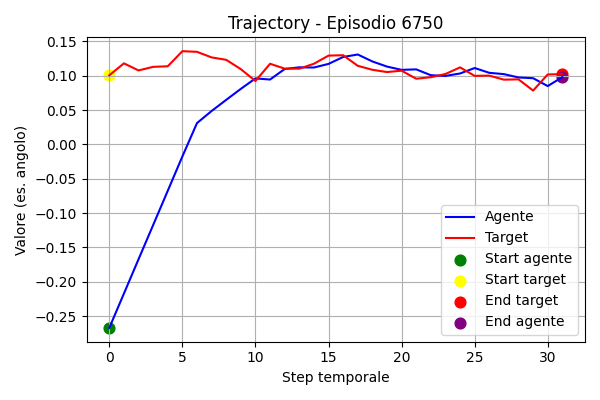 Trajectory - Episodio 6750
Valore (es. angolo)
0.15
0.10
0.05
0.00
−0.05
−0.10
−0.15
−0.20
−0.25
Agente
Target
Start agente
Start target
End target
End agente
0 5 10 15 20 25 30
Step temporale